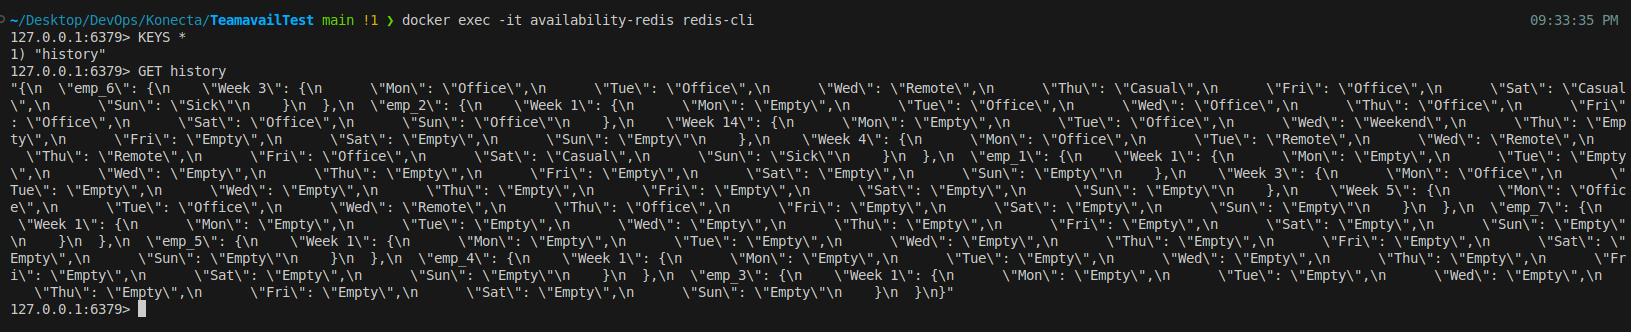 ~/Desktop/DevOps/Konecta/TeamavailTest main !1 ❯ docker exec -it availability-redis redis-cli 09:33:35 PM
127.0.0.1:6379> KEYS *
1) "history"
127.0.0.1:6379> GET history
"{\n  \"emp_6\": {\n    \"Week 3\": {\n      \"Mon\": \"Office\",\n      \"Tue\": \"Office\",\n      \"Wed\": \"Remote\",\n      \"Thu\": \"Casual\",\n      \"Fri\": \"Office\",\n      \"Sat\": \"Casual
\",\n      \"Sun\": \"Sick\"\n    }\n  },\n  \"emp_2\": {\n    \"Week 1\": {\n      \"Mon\": \"Empty\",\n      \"Tue\": \"Office\",\n      \"Wed\": \"Office\",\n      \"Thu\": \"Office\",\n      \"Fri\"
: \"Office\",\n      \"Sat\": \"Office\",\n      \"Sun\": \"Office\"\n    },\n    \"Week 14\": {\n      \"Mon\": \"Empty\",\n      \"Tue\": \"Office\",\n      \"Wed\": \"Weekend\",\n      \"Thu\": \"Emp
ty\",\n      \"Fri\": \"Empty\",\n      \"Sat\": \"Empty\",\n      \"Sun\": \"Empty\"\n    },\n    \"Week 4\": {\n      \"Mon\": \"Office\",\n      \"Tue\": \"Remote\",\n      \"Wed\": \"Remote\",\n
  \"Thu\": \"Remote\",\n      \"Fri\": \"Office\",\n      \"Sat\": \"Casual\",\n      \"Sun\": \"Sick\"\n    }\n  },\n  \"emp_1\": {\n    \"Week 1\": {\n      \"Mon\": \"Empty\",\n      \"Tue\": \"Empty
\",\n      \"Wed\": \"Empty\",\n      \"Thu\": \"Empty\",\n      \"Fri\": \"Empty\",\n      \"Sat\": \"Empty\",\n      \"Sun\": \"Empty\"\n    },\n    \"Week 3\": {\n      \"Mon\": \"Office\",\n      \"
Tue\": \"Empty\",\n      \"Wed\": \"Empty\",\n      \"Thu\": \"Empty\",\n      \"Fri\": \"Empty\",\n      \"Sat\": \"Empty\",\n      \"Sun\": \"Empty\"\n    },\n    \"Week 5\": {\n      \"Mon\": \"Offic
e\",\n      \"Tue\": \"Office\",\n      \"Wed\": \"Remote\",\n      \"Thu\": \"Office\",\n      \"Fri\": \"Empty\",\n      \"Sat\": \"Empty\",\n      \"Sun\": \"Empty\"\n    }\n  },\n  \"emp_7\": {\n
 \"Week 1\": {\n      \"Mon\": \"Empty\",\n      \"Tue\": \"Empty\",\n      \"Wed\": \"Empty\",\n      \"Thu\": \"Empty\",\n      \"Fri\": \"Empty\",\n      \"Sat\": \"Empty\",\n      \"Sun\": \"Empty\"
\n    }\n  },\n  \"emp_5\": {\n    \"Week 1\": {\n      \"Mon\": \"Empty\",\n      \"Tue\": \"Empty\",\n      \"Wed\": \"Empty\",\n      \"Thu\": \"Empty\",\n      \"Fri\": \"Empty\",\n      \"Sat\": \"
Empty\",\n      \"Sun\": \"Empty\"\n    }\n  },\n  \"emp_4\": {\n    \"Week 1\": {\n      \"Mon\": \"Empty\",\n      \"Tue\": \"Empty\",\n      \"Wed\": \"Empty\",\n      \"Thu\": \"Empty\",\n      \"Fr
i\": \"Empty\",\n      \"Sat\": \"Empty\",\n      \"Sun\": \"Empty\"\n    }\n  },\n  \"emp_3\": {\n    \"Week 1\": {\n      \"Mon\": \"Empty\",\n      \"Tue\": \"Empty\",\n      \"Wed\": \"Empty\",\n
   \"Thu\": \"Empty\",\n      \"Fri\": \"Empty\",\n      \"Sat\": \"Empty\",\n      \"Sun\": \"Empty\"\n    }\n  }\n}"
127.0.0.1:6379>